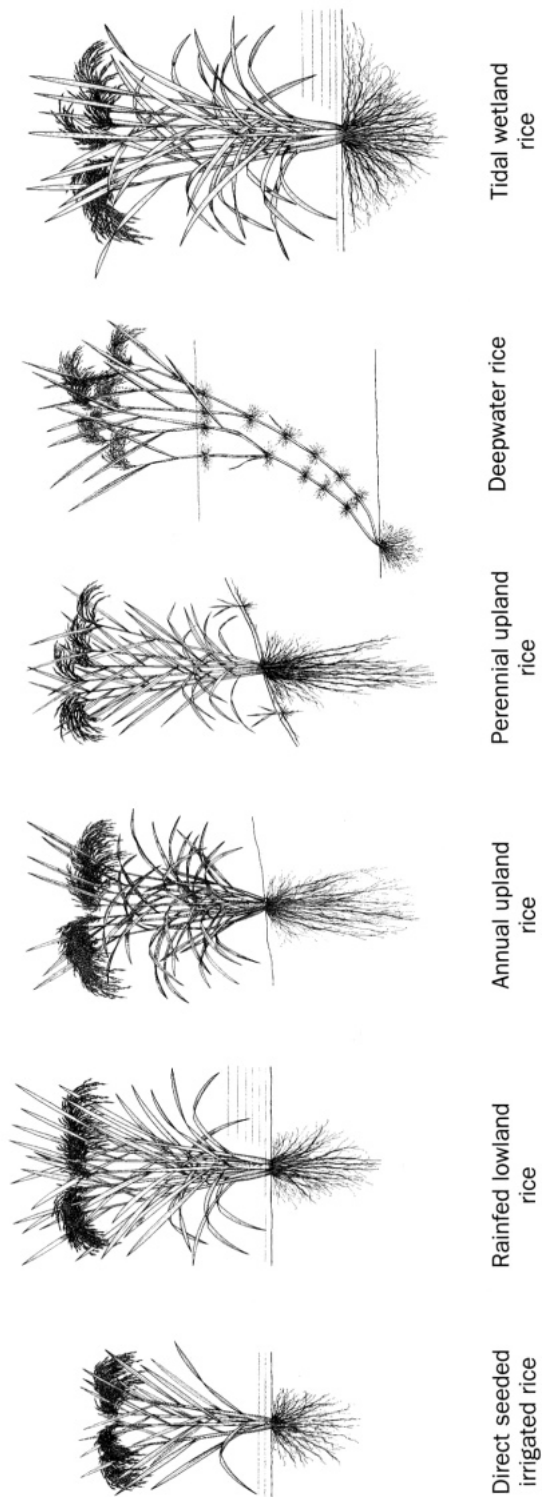 Direct seeded
irrigated rice
Rainfed lowland
rice
Annual upland
rice
Perennial upland
rice
Deepwater rice
Tidal wetland
rice